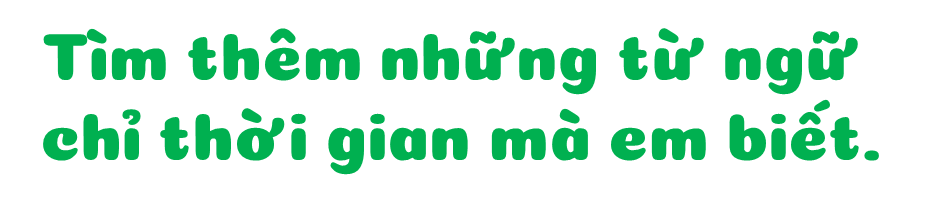 Tìm thêm những từ ngữ
chỉ thời gian mà em biết.